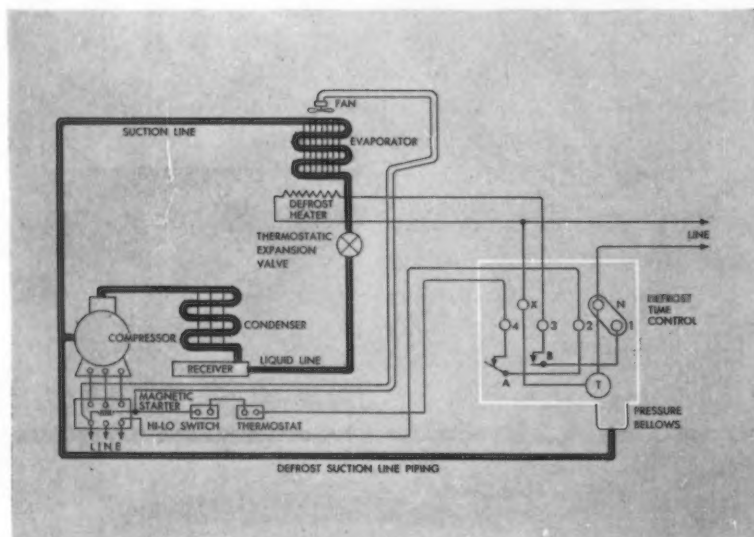 FAN
SUCTION LINE
EVAPORATOR
DEFROST
HEATER
THERMOSTATIC
EXPANSION
VALVE
LINE
X
N
4
3
2
1
DEFROST
TIME
CONTROL
B
A
T
COMPRESSOR
CONDENSER
RECEIVER
LIQUID LINE
MAGNETIC
STARTER
HI-LO SWITCH
THERMOSTAT
LINE
PRESSURE
BELLOWS
DEFROST SUCTION LINE PIPING